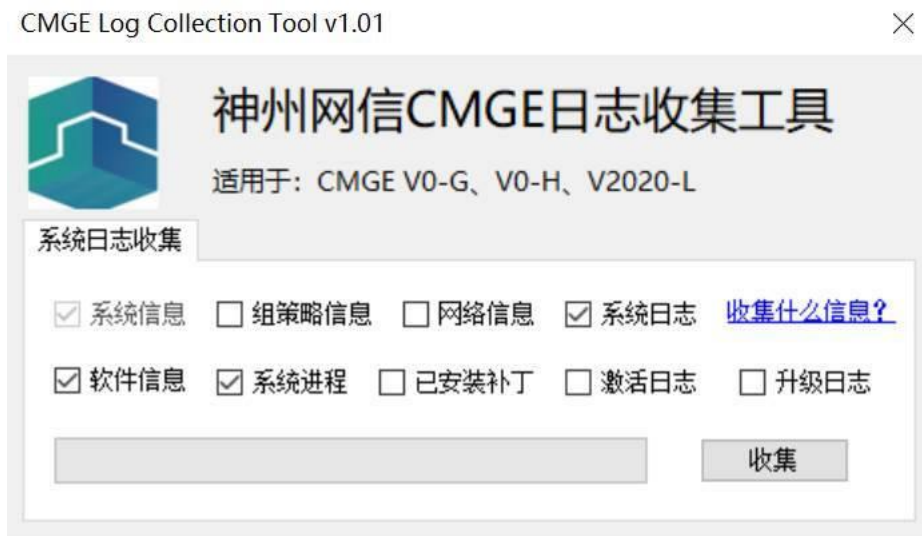 CMGE Log Collection Tool v1.01
神州网信CMGE日志收集工具
适用于：CMGE V0-G、V0-H、V2020-L
系统日志收集
系统信息 组策略信息 网络信息 系统日志 收集什么信息？
软件信息 系统进程 已安装补丁 激活日志 升级日志
收集